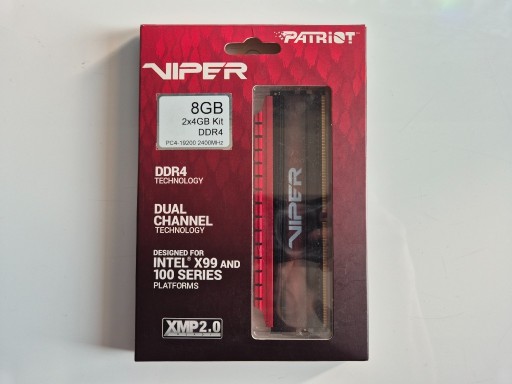 PATRIOT
VIPER
8GB
2x4GB Kit
DDR4
PC4-19200 2400MHz
DDR4
TECHNOLOGY
DUAL
CHANNEL
TECHNOLOGY
DESIGNED FOR
INTEL® X99 AND
100 SERIES
PLATFORMS
XMP2.0
VIPER